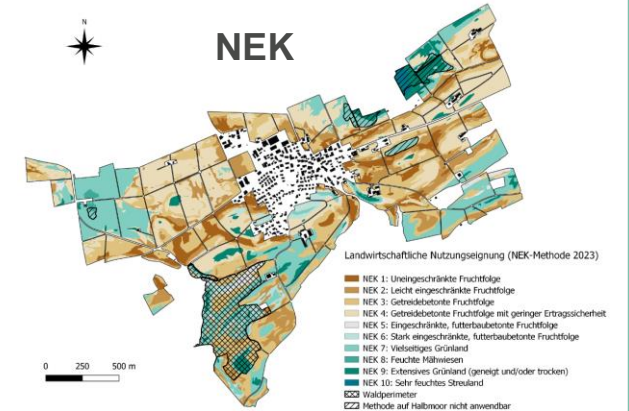 N
NEK
Landwirtschaftliche Nutzungseignung (NEK-Methode 2023)
NEK 1: Uneingeschränkte Fruchtfolge
NEK 2: Leicht eingeschränkte Fruchtfolge
NEK 3: Getreidebetonte Fruchtfolge
NEK 4: Getreidebetonte Fruchtfolge mit geringer Ertragssicherheit
NEK 5: Eingeschränkte, futterbaubetonte Fruchtfolge
NEK 6: Stark eingeschränkte, futterbaubetonte Fruchtfolge
NEK 7: Vielseitiges Grünland
NEK 8: Feuchte Mähwiesen
NEK 9: Extensives Grünland (geneigt und/oder trocken)
NEK 10: Sehr feuchtes Streuland
Waldperimeter
Methode auf Halbmoor nicht anwendbar
0 250 500 m